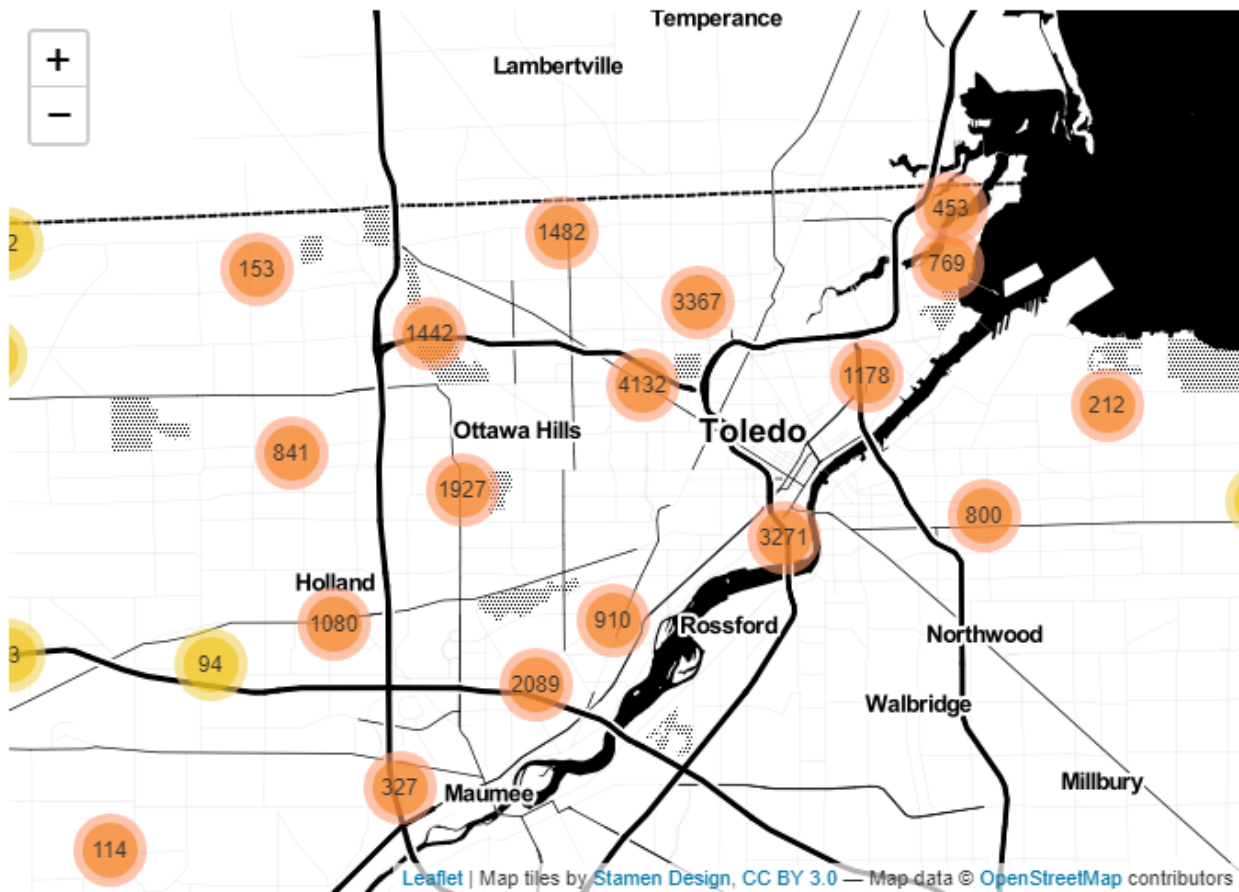 Temperance
+
Lambertville
−
453
1482
2
153
769
3367
1442
4132
1178
212
Ottawa Hills
Toledo
841
1927
800
3271
Holland
1080
910
Rossford
Northwood
3
94
2089
Walbridge
327
Maumee
Millbury
114
Leaflet | Map tiles by Stamen Design, CC BY 3.0 — Map data © OpenStreetMap contributors